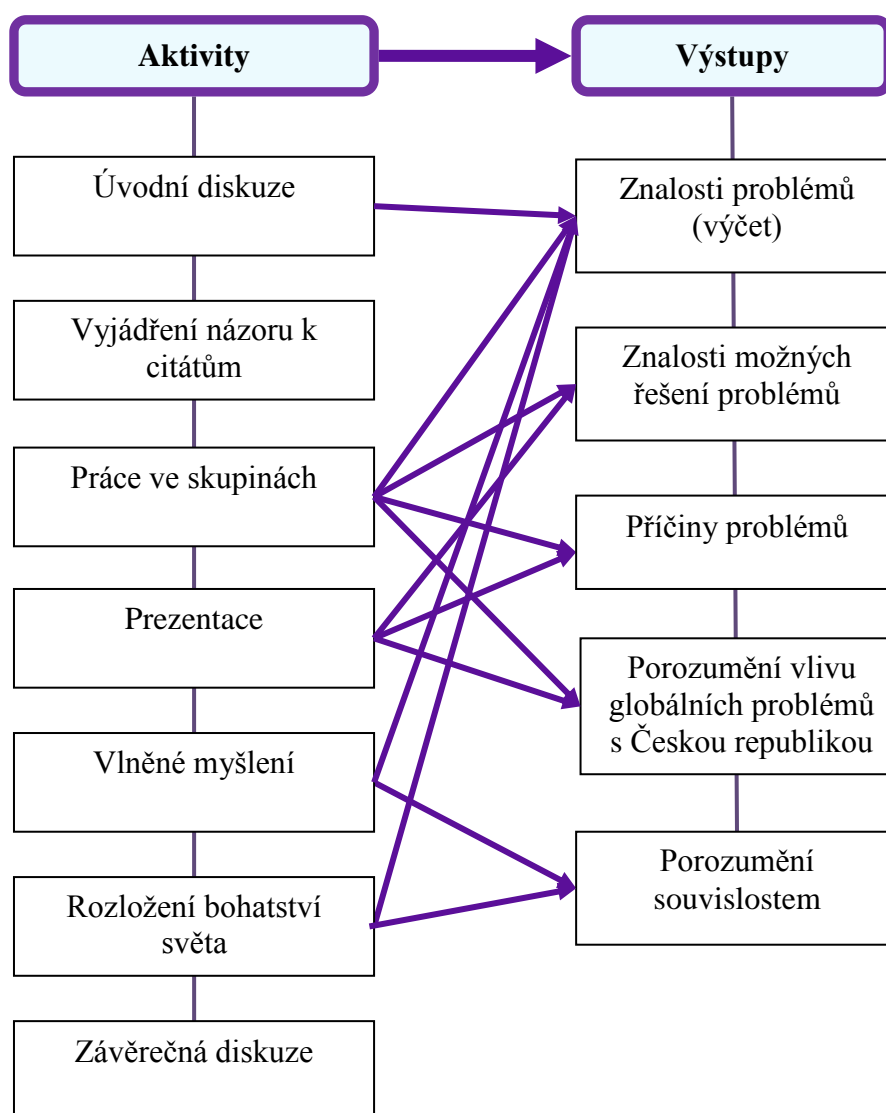 Aktivity
Výstupy
Úvodní diskuze
Vyjádření názoru k
citátům
Práce ve skupinách
Prezentace
Vlněné myšlení
Rozložení bohatství
světa
Závěrečná diskuze
Znalosti problémů
(výčet)
Znalosti možných
řešení problémů
Příčiny problémů
Porozumění vlivu
globálních problémů
s Českou republikou
Porozumění
souvislostem